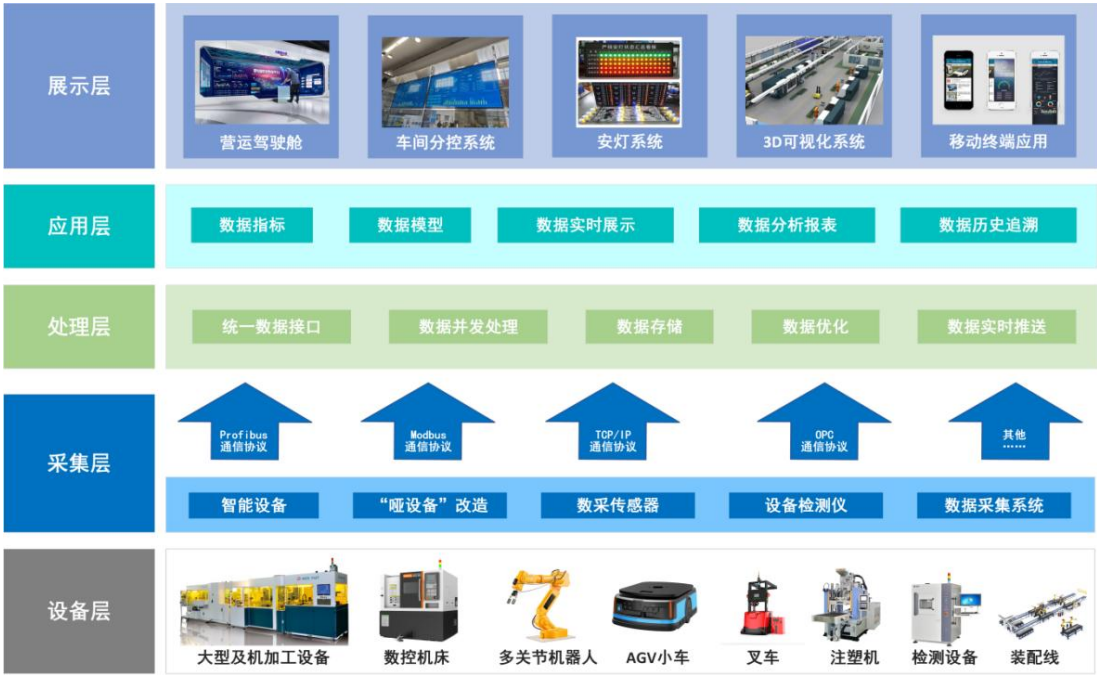 展示层
营运驾驶舱
车间分控系统
安灯系统
3D可视化系统
移动终端应用
应用层
数据指标
数据模型
数据实时展示
数据分析报表
数据历史追溯
处理层
统一数据接口
数据并发处理
数据存储
数据优化
数据实时推送
采集层
Profibus
通信协议
Modbus
通信协议
TCP/IP
通信协议
OPC
通信协议
其他
……
智能设备
“哑设备”改造
数采传感器
设备检测仪
数据采集系统
设备层
大型及机加工设备
数控机床
多关节机器人
AGV小车
叉车
注塑机
检测设备
装配线